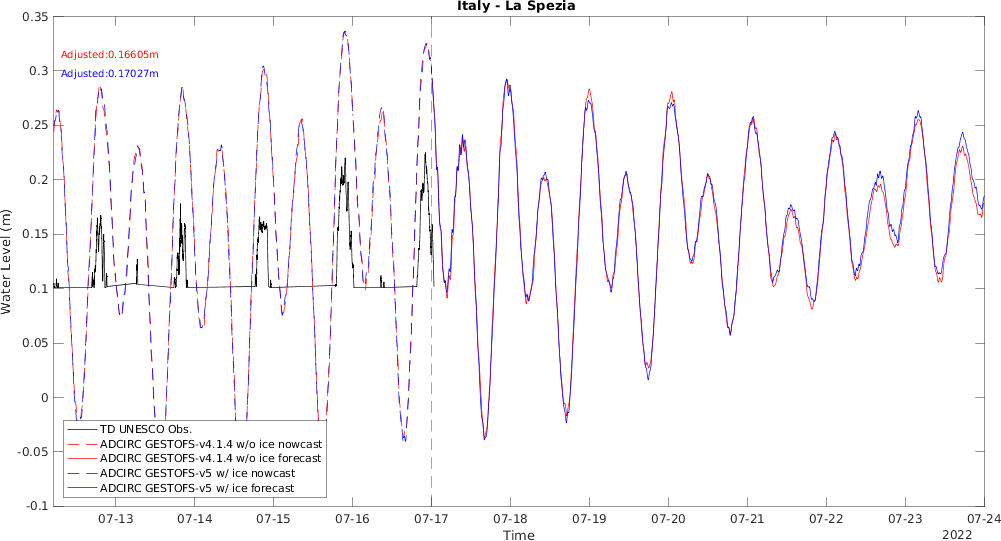 Italy - La Spezia
0.35
0.3
0.25
0.2
0.15
0.1
0.05
0
-0.05
-0.1
Water Level (m)
Adjusted:0.16605m
Adjusted:0.17027m
TD UNESCO Obs.
ADCIRC GESTOFS-v4.1.4 w/o ice nowcast
ADCIRC GESTOFS-v4.1.4 w/o ice forecast
ADCIRC GESTOFS-v5 w/ ice nowcast
ADCIRC GESTOFS-v5 w/ ice forecast
07-13 07-14 07-15 07-16 07-17 07-18 07-19 07-20 07-21 07-22 07-23 07-24
Time
2022